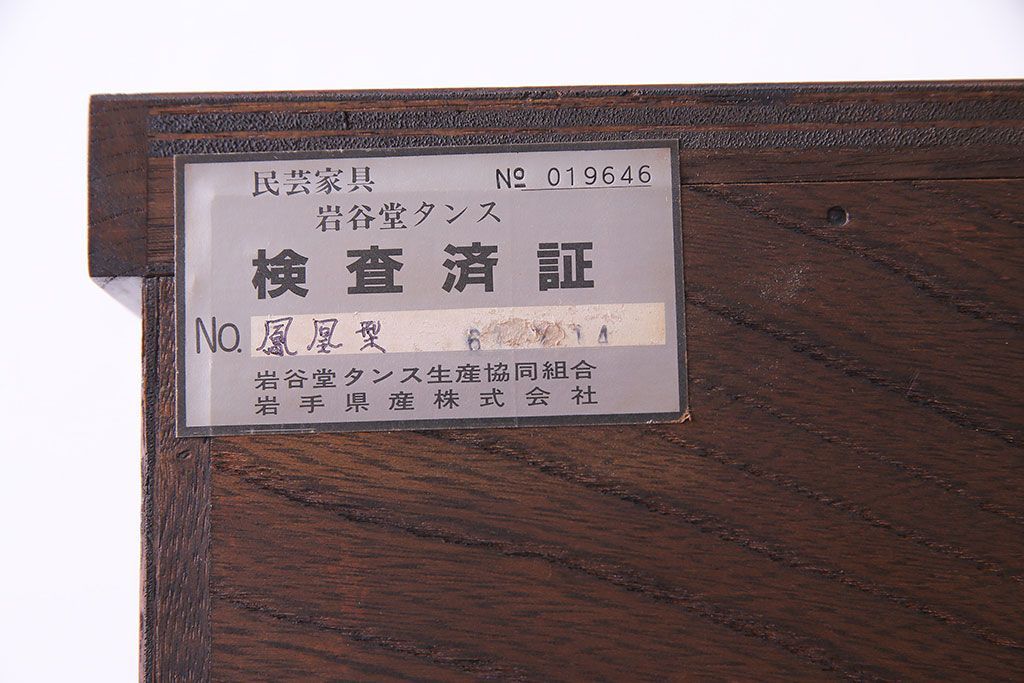 民芸家具 № 019646
岩谷堂タンス
検査済証
No. 鳳凰型 6 14
岩谷堂タンス生産協同組合
岩手県産株式会社